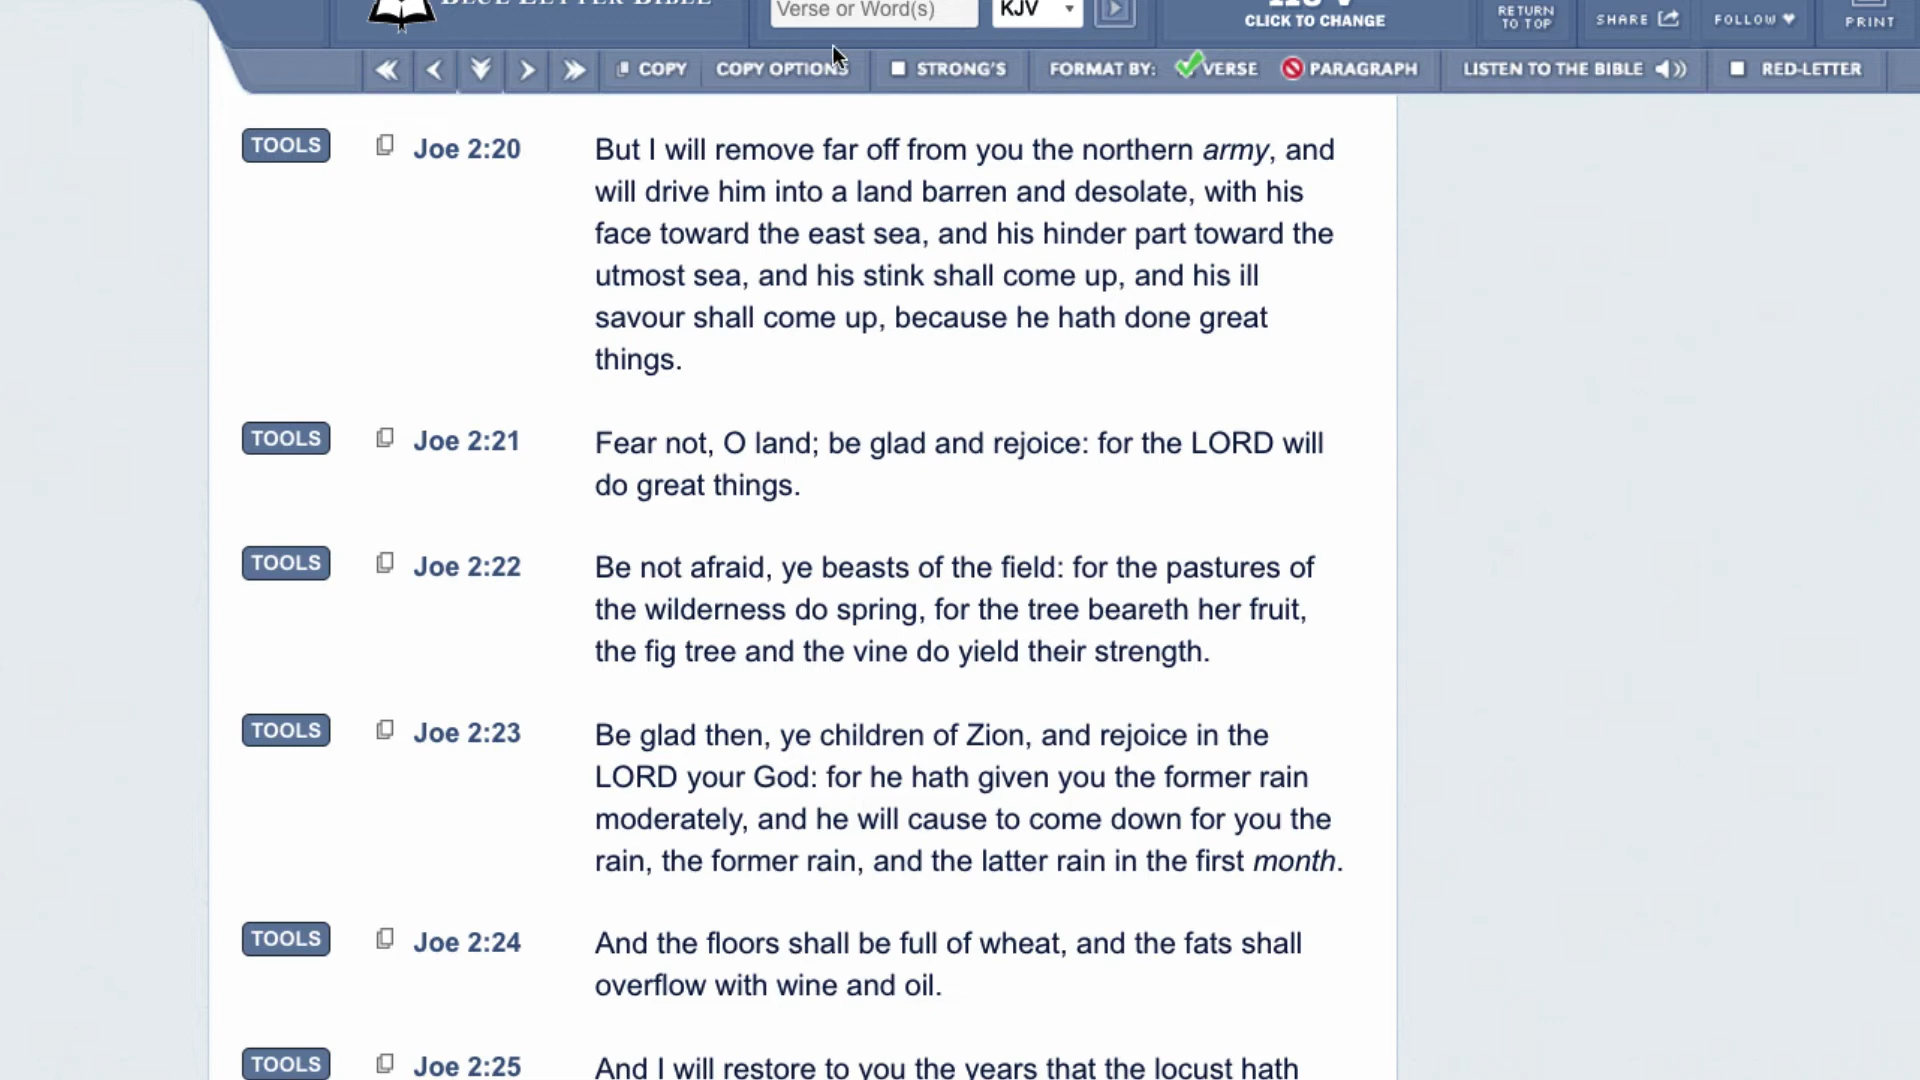 BLUE LETTER BIBLE
Verse or Word(s)
KJV
CLICK TO CHANGE
RETURN
TO TOP
SHARE
FOLLOW
PRINT
COPY
COPY OPTIONS
STRONG'S
FORMAT BY:
VERSE
PARAGRAPH
LISTEN TO THE BIBLE
RED-LETTER
TOOLS
Joe 2:20
But I will remove far off from you the northern army, and
will drive him into a land barren and desolate, with his
face toward the east sea, and his hinder part toward the
utmost sea, and his stink shall come up, and his ill
savour shall come up, because he hath done great
things.
TOOLS
Joe 2:21
Fear not, O land; be glad and rejoice: for the LORD will
do great things.
TOOLS
Joe 2:22
Be not afraid, ye beasts of the field: for the pastures of
the wilderness do spring, for the tree beareth her fruit,
the fig tree and the vine do yield their strength.
TOOLS
Joe 2:23
Be glad then, ye children of Zion, and rejoice in the
LORD your God: for he hath given you the former rain
moderately, and he will cause to come down for you the
rain, the former rain, and the latter rain in the first month.
TOOLS
Joe 2:24
And the floors shall be full of wheat, and the fats shall
overflow with wine and oil.
TOOLS
Joe 2:25
And I will restore to you the years that the locust hath